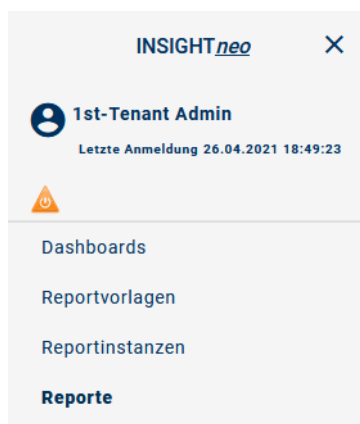 INSIGHTneo
1st-Tenant Admin
Letzte Anmeldung 26.04.2021 18:49:23
Dashboards
Reportvorlagen
Reportinstanzen
Reporte